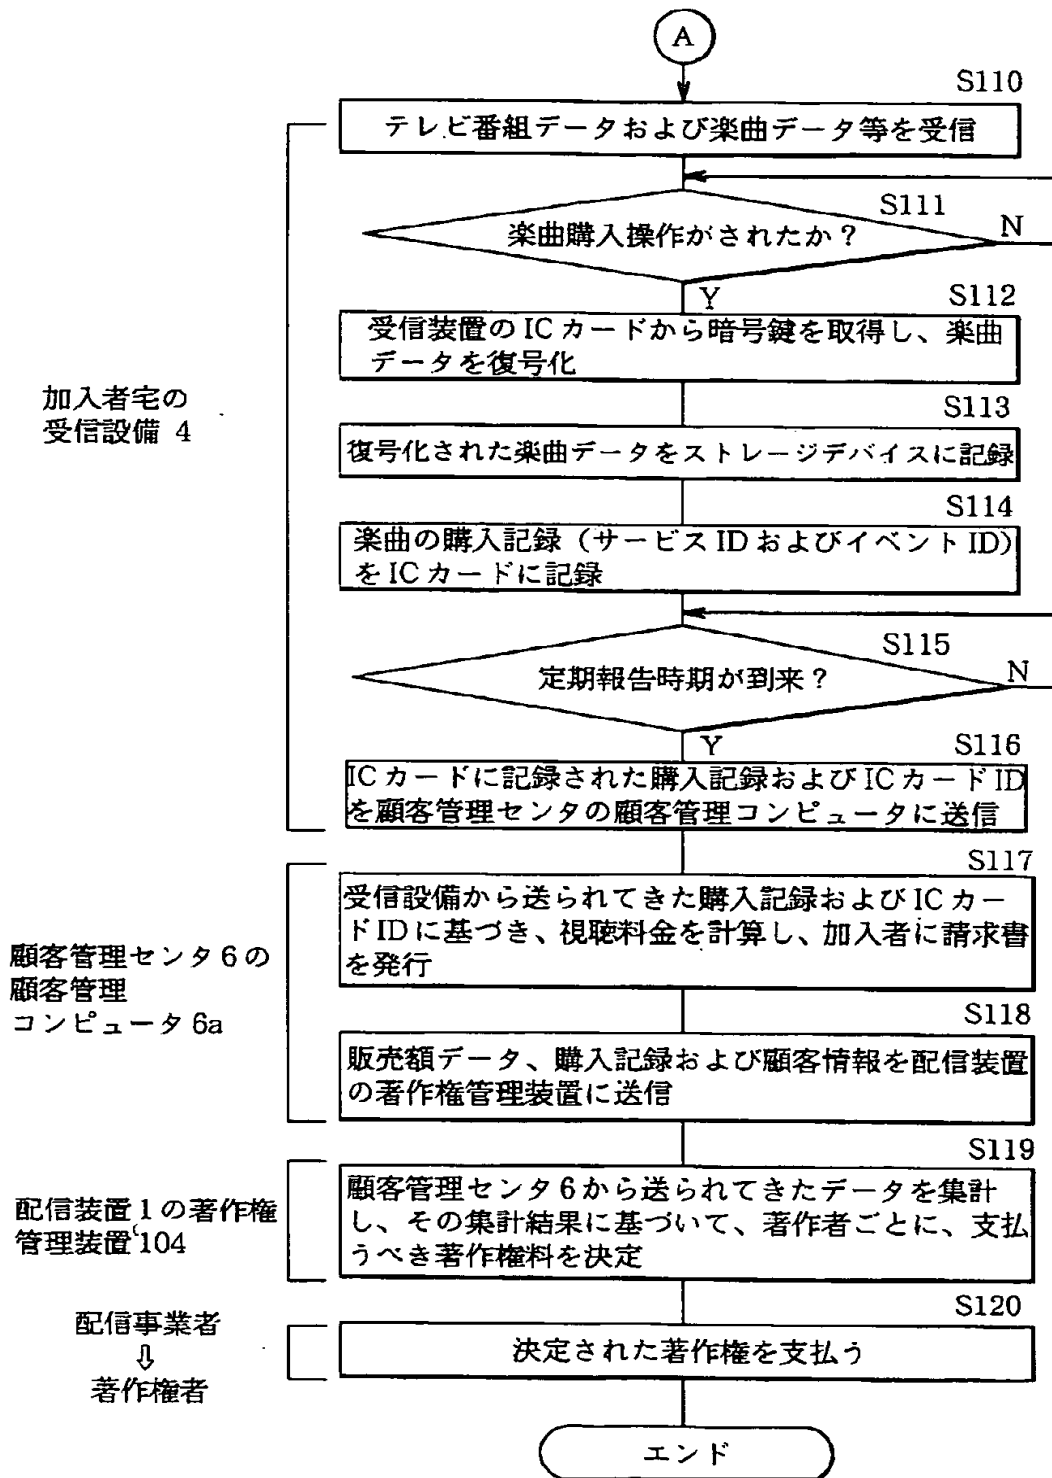 A
S110
テレビ番組データおよび楽曲データ等を受信
S111
楽曲購入操作がされたか？
N
Y
S112
受信装置のICカードから暗号鍵を取得し、楽曲
データを復号化
S113
復号化された楽曲データをストレージデバイスに記録
S114
楽曲の購入記録（サービスIDおよびイベントID）
をICカードに記録
加入者宅の
受信設備 4
S115
定期報告時期が到来？
N
Y
S116
ICカードに記録された購入記録およびICカードID
を顧客管理センタの顧客管理コンピュータに送信
S117
受信設備から送られてきた購入記録およびICカー
ドIDに基づき、視聴料金を計算し、加入者に請求書
を発行
顧客管理センタ6の
顧客管理
コンピュータ6a
S118
販売額データ、購入記録および顧客情報を配信装置
の著作権管理装置に送信
S119
顧客管理センタ6から送られてきたデータを集計
し、その集計結果に基づいて、著作者ごとに、支払
うべき著作権料を決定
配信装置1の著作権
管理装置104
S120
決定された著作権を支払う
配信事業者
⇩
著作権者
エンド